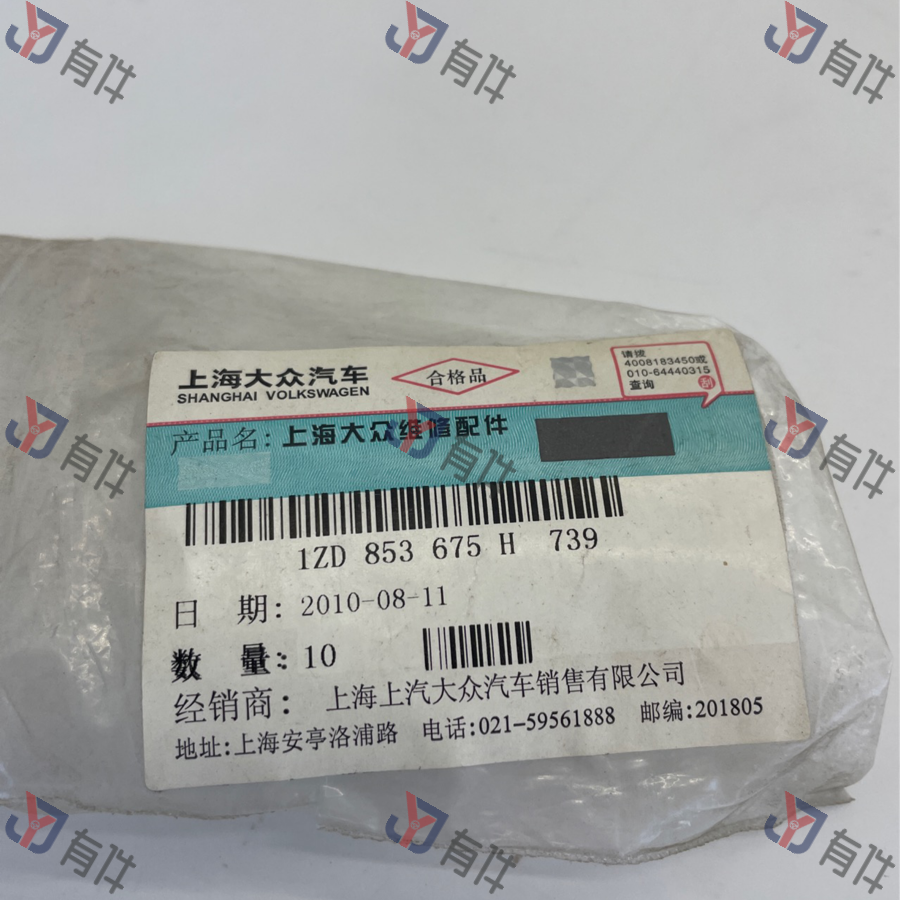 上海大众汽车
SHANGHAI VOLKSWAGEN
合格品
请拨
4008183450或
010-64440315
查询
刮
产品名: 上海大众维修配件
1ZD 853 675 H 739
日 期: 2010-08-11
数 量: 10
经销商: 上海上汽大众汽车销售有限公司
地址:上海安亭洛浦路 电话:021-59561888 邮编:201805
有件
有件
有件
有件
有件
有件
有件
有件
有件